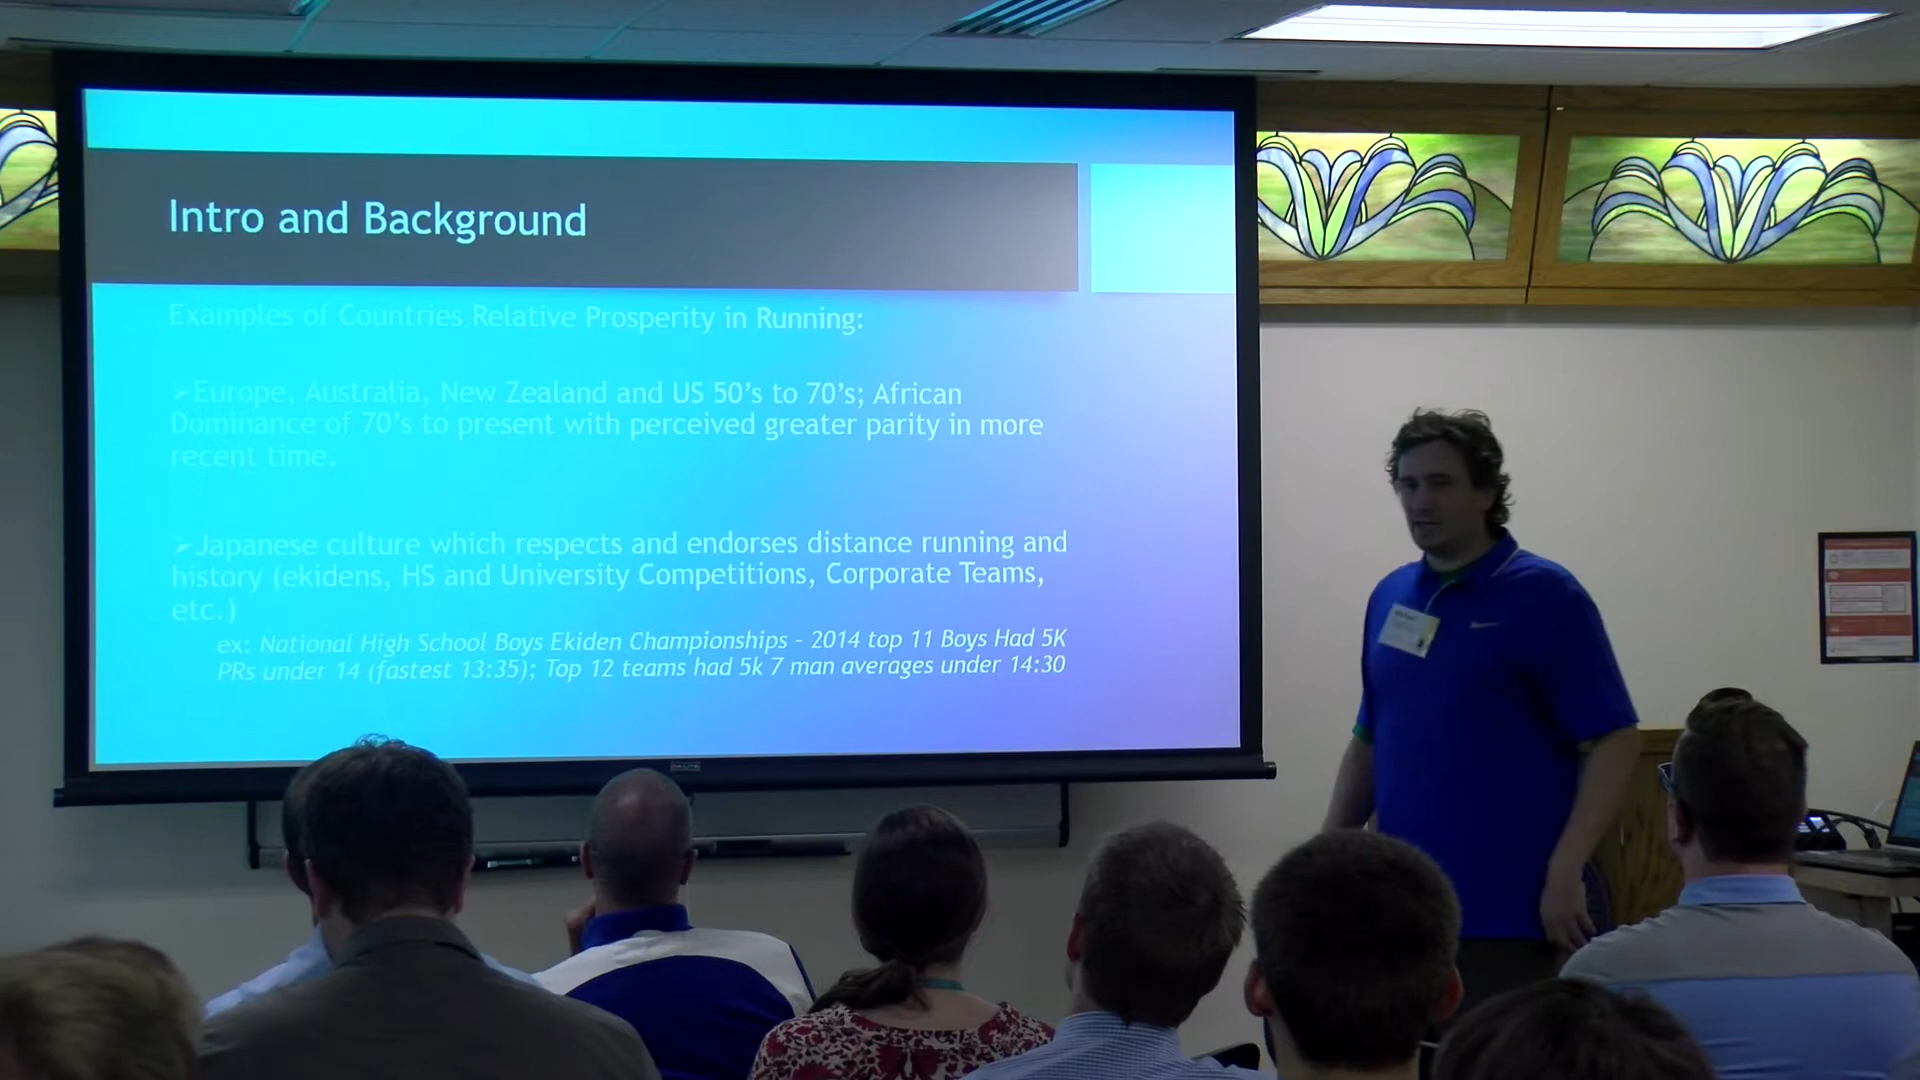 Intro and Background
Examples of Countries Relative Prosperity in Running:
➢Europe, Australia, New Zealand and US 50's to 70's; African
Dominance of 70's to present with perceived greater parity in more
recent time.
➢Japanese culture which respects and endorses distance running and
history (ekidens, HS and University Competitions, Corporate Teams,
etc.)
ex: National High School Boys Ekiden Championships - 2014 top 11 Boys Had 5K
PRs under 14 (fastest 13:35); Top 12 teams had 5k 7 man averages under 14:30
DA-LITE